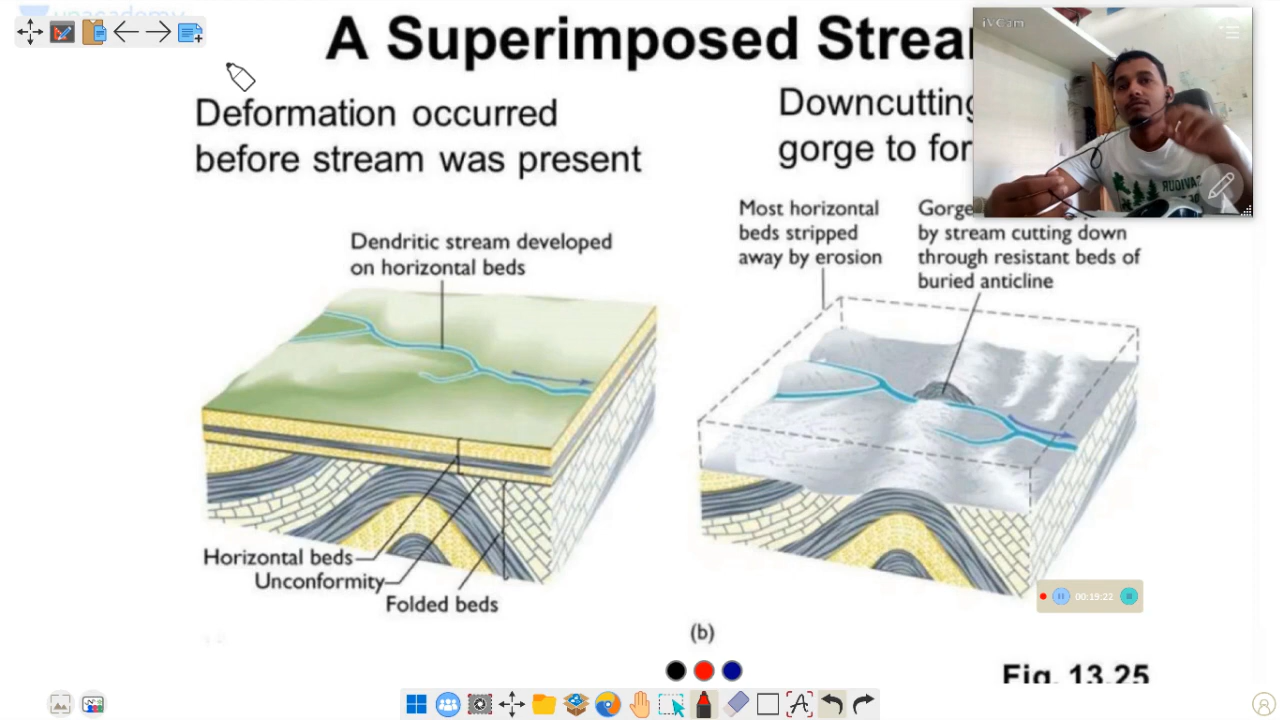 A Superimposed Strea
Deformation occurred
before stream was present
Downcutting
gorge to for
iVCam
Most horizontal
beds stripped
away by erosion
Gorge
by stream cutting down
through resistant beds of
buried anticline
Dendritic stream developed
on horizontal beds
Horizontal beds
Unconformity
Folded beds
(b)
00:19:22
Fig. 13.25